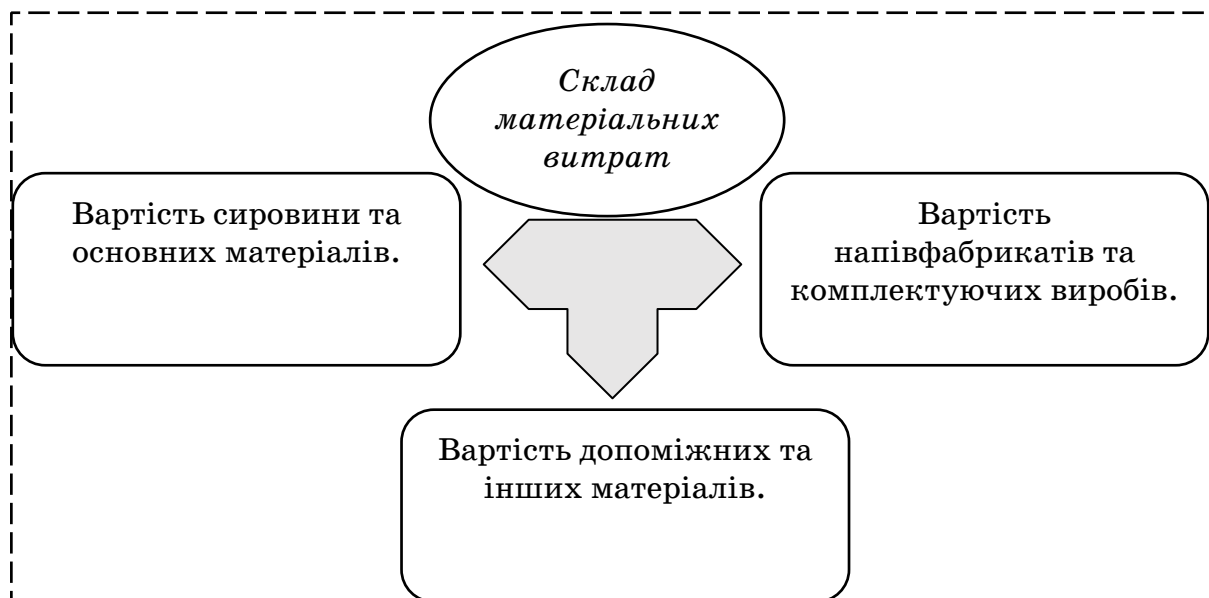 Склад
матеріальних
витрат
Вартість сировини та
основних матеріалів.
Вартість
напівфабрикатів та
комплектуючих виробів.
Вартість допоміжних та
інших матеріалів.